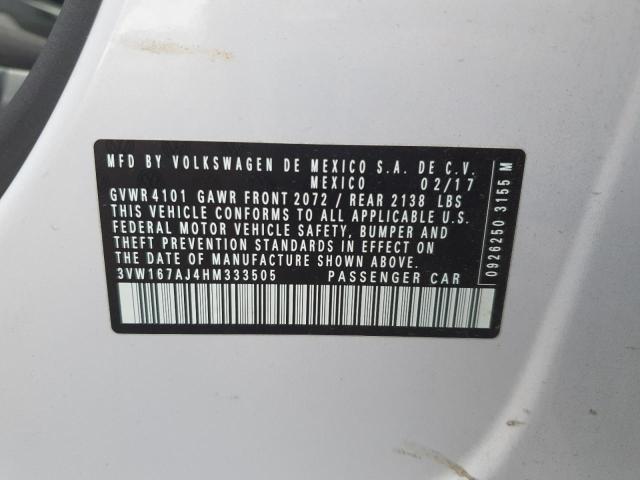 MFD BY VOLKSWAGEN DE MEXICO S.A. DE C.V.
MEXICO 02/17
GVWR 4101 GAWR FRONT 2072 / REAR 2138 LBS
THIS VEHICLE CONFORMS TO ALL APPLICABLE U.S.
FEDERAL MOTOR VEHICLE SAFETY, BUMPER AND
THEFT PREVENTION STANDARDS IN EFFECT ON
THE DATE OF MANUFACTURE SHOWN ABOVE.
3VW167AJ4HM333505 PASSENGER CAR
0926250 3155 M